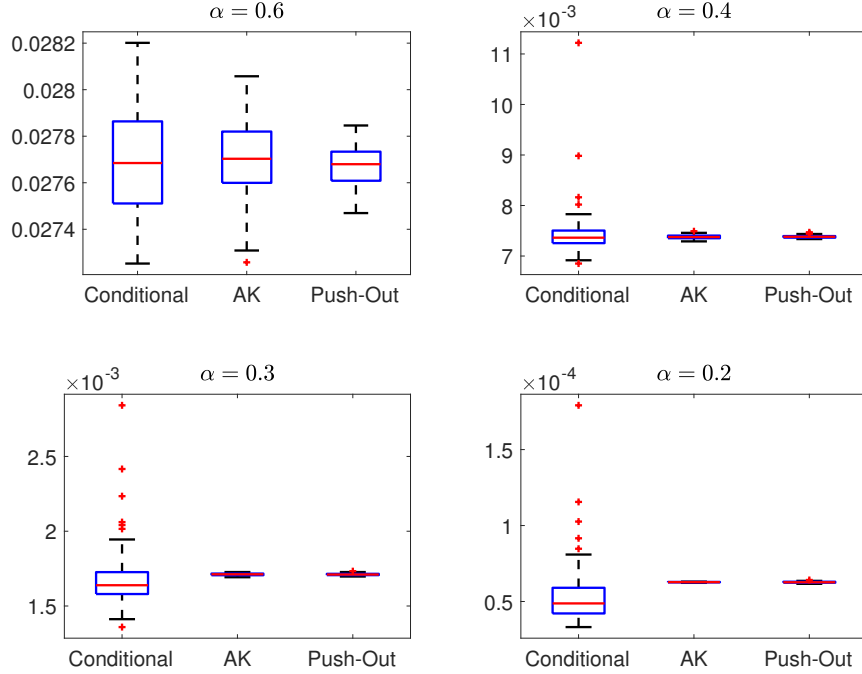 α = 0.6
0.0282
0.028
0.0278
0.0276
0.0274
Conditional AK Push-Out
α = 0.4
×10⁻³
11
10
9
8
7
Conditional AK Push-Out
α = 0.3
×10⁻³
2.5
2
1.5
Conditional AK Push-Out
α = 0.2
×10⁻⁴
1.5
1
0.5
Conditional AK Push-Out